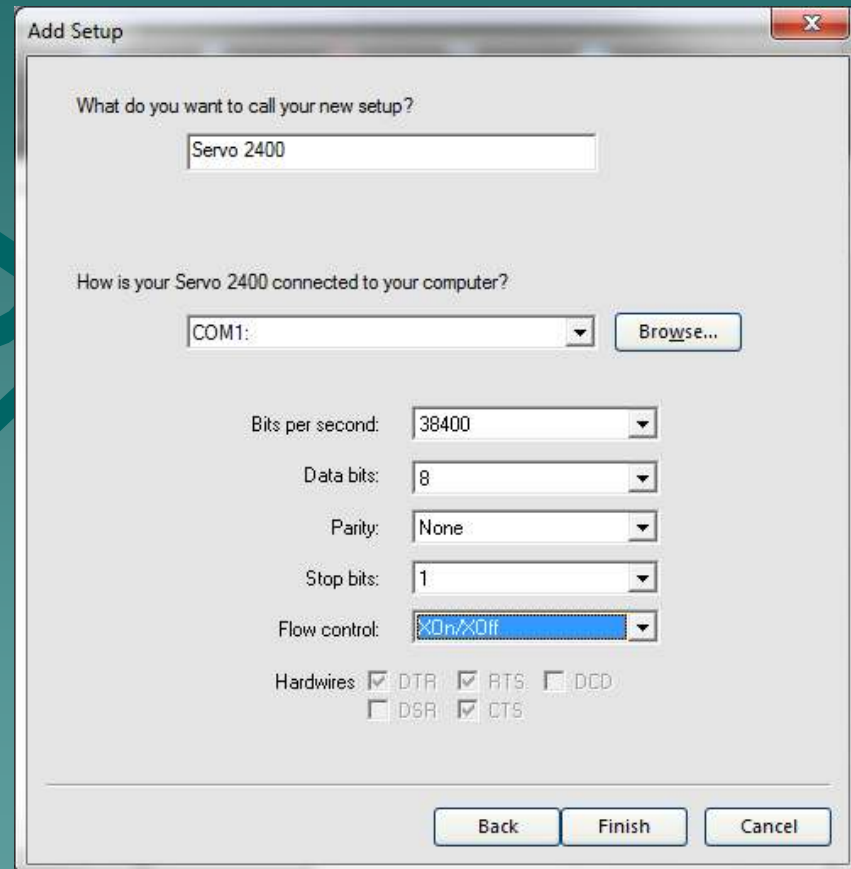 Add Setup
What do you want to call your new setup?
Servo 2400
How is your Servo 2400 connected to your computer?
COM1: Browse...
Bits per second: 38400
Data bits: 8
Parity: None
Stop bits: 1
Flow control: XOn/XOff
Hardwires DTR RTS DCD
DSR CTS
Back Finish Cancel